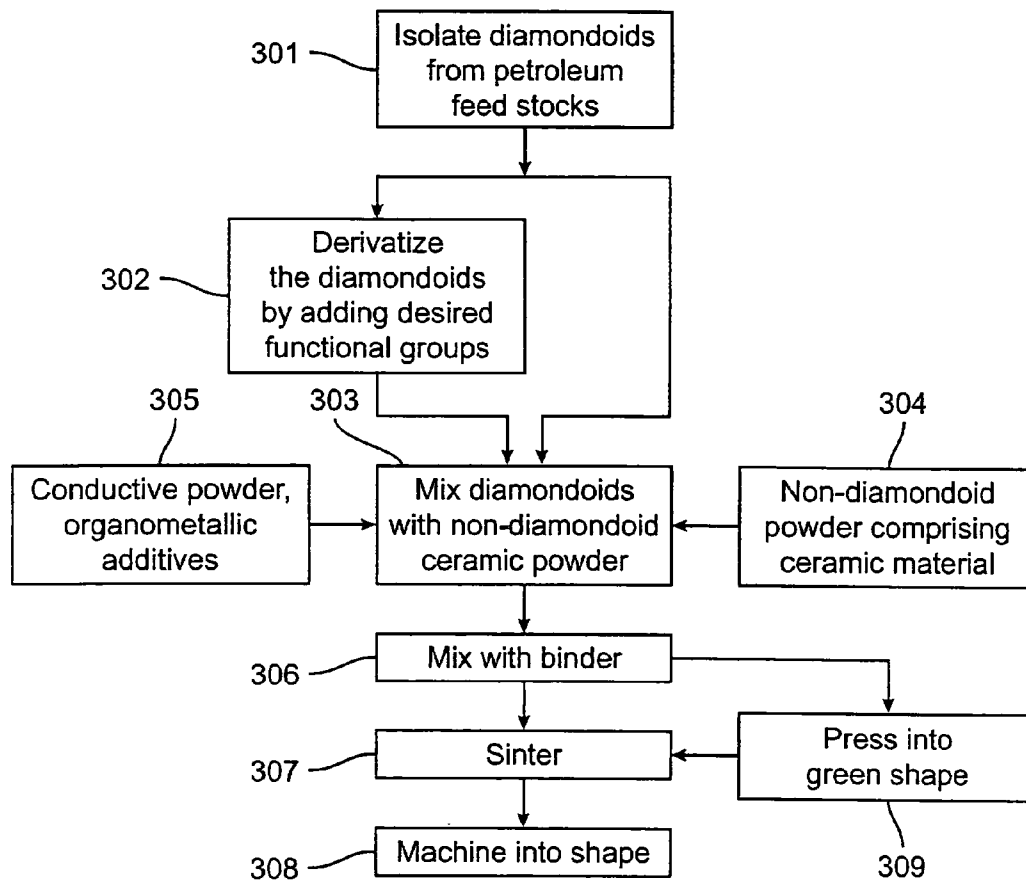 301
Isolate diamondoids
from petroleum
feed stocks
302
Derivatize
the diamondoids
by adding desired
functional groups
305
303
304
Conductive powder,
organometallic
additives
Mix diamondoids
with non-diamondoid
ceramic powder
Non-diamondoid
powder comprising
ceramic material
306
Mix with binder
307
Sinter
Press into
green shape
308
Machine into shape
309